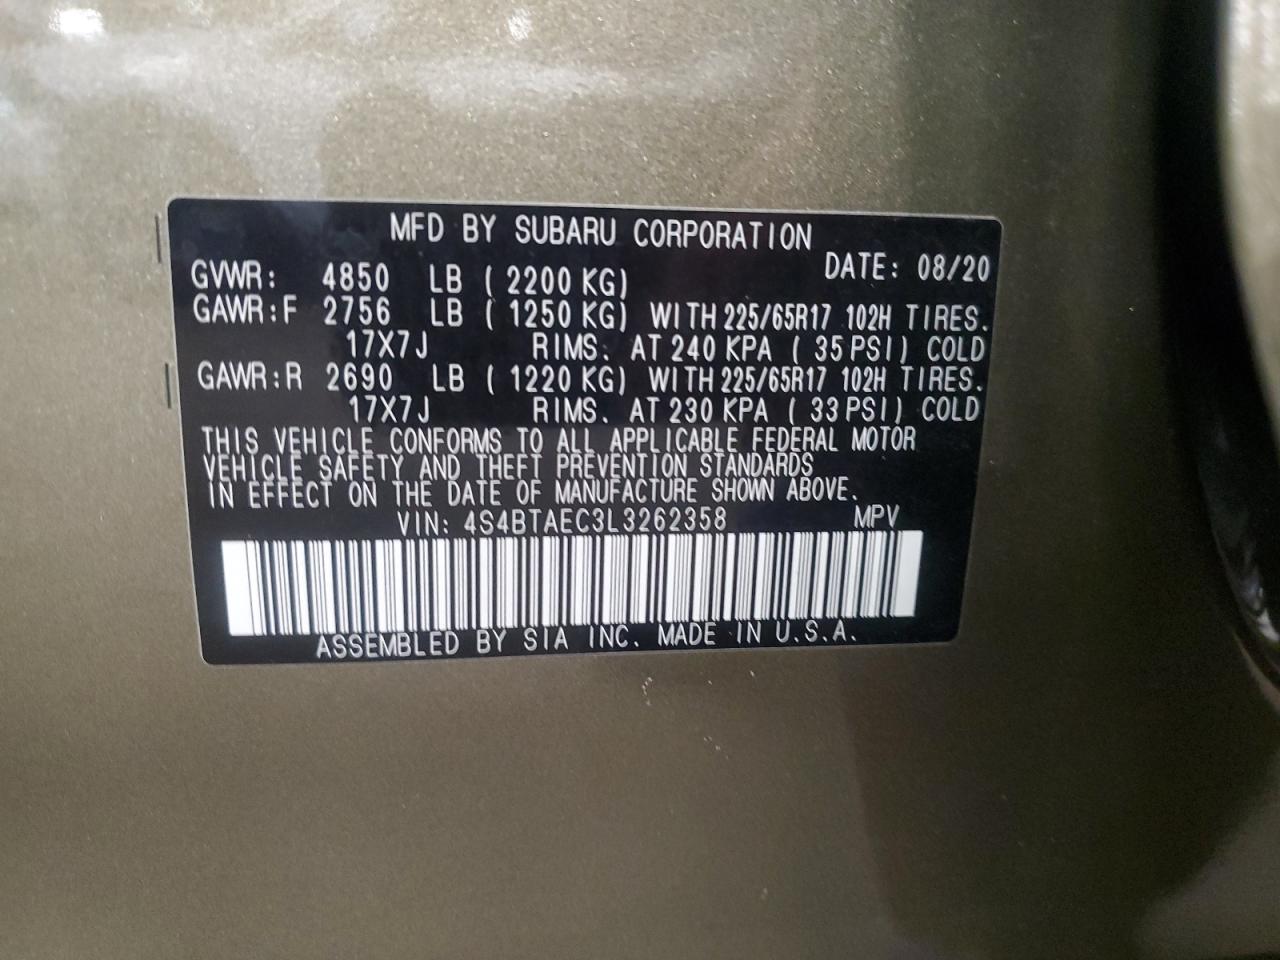 MFD BY SUBARU CORPORATION
DATE: 08/20
GVWR: 4850 LB ( 2200 KG)
GAWR:F 2756 LB ( 1250 KG) WITH 225/65R17 102H TIRES.
17X7J RIMS. AT 240 KPA ( 35 PSI) COLD
GAWR:R 2690 LB ( 1220 KG) WITH 225/65R17 102H TIRES.
17X7J RIMS. AT 230 KPA ( 33 PSI) COLD
THIS VEHICLE CONFORMS TO ALL APPLICABLE FEDERAL MOTOR
VEHICLE SAFETY AND THEFT PREVENTION STANDARDS
IN EFFECT ON THE DATE OF MANUFACTURE SHOWN ABOVE.
VIN: 4S4BTAEC3L3262358 MPV
ASSEMBLED BY SIA INC. MADE IN U.S.A.